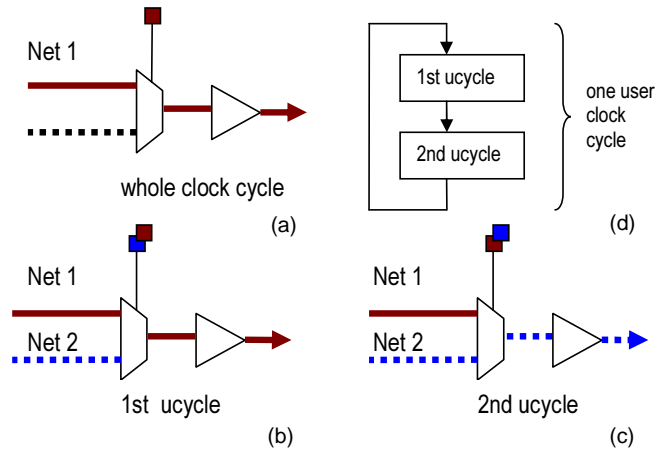 Net 1
whole clock cycle
(a)
1st ucycle
2nd ucycle
one user
clock
cycle
(d)
Net 1
Net 2
1st ucycle
(b)
Net 1
Net 2
2nd ucycle
(c)